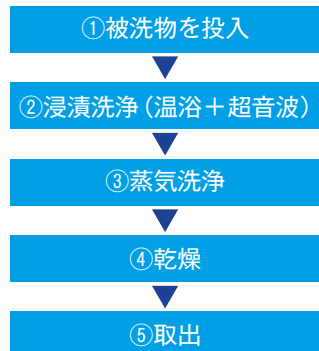 ①被洗物を投入
②浸漬洗浄（温浴＋超音波）
③蒸気洗浄
④乾燥
⑤取出